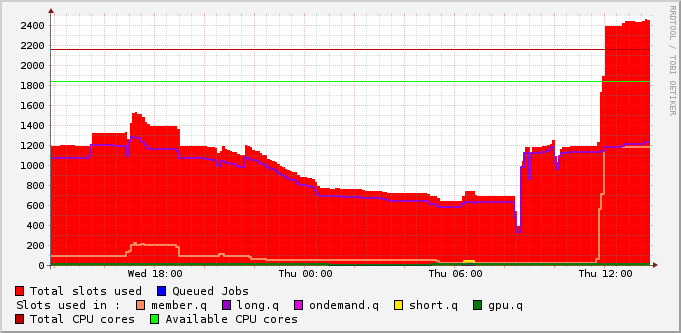 RRDTOOL / TOBI OETIKER
2400
2200
2000
1800
1600
1400
1200
1000
800
600
400
200
0
Wed 18:00 Thu 00:00 Thu 06:00 Thu 12:00
Total slots used Queued Jobs
Slots used in : member.q long.q ondemand.q short.q gpu.q
Total CPU cores Available CPU cores